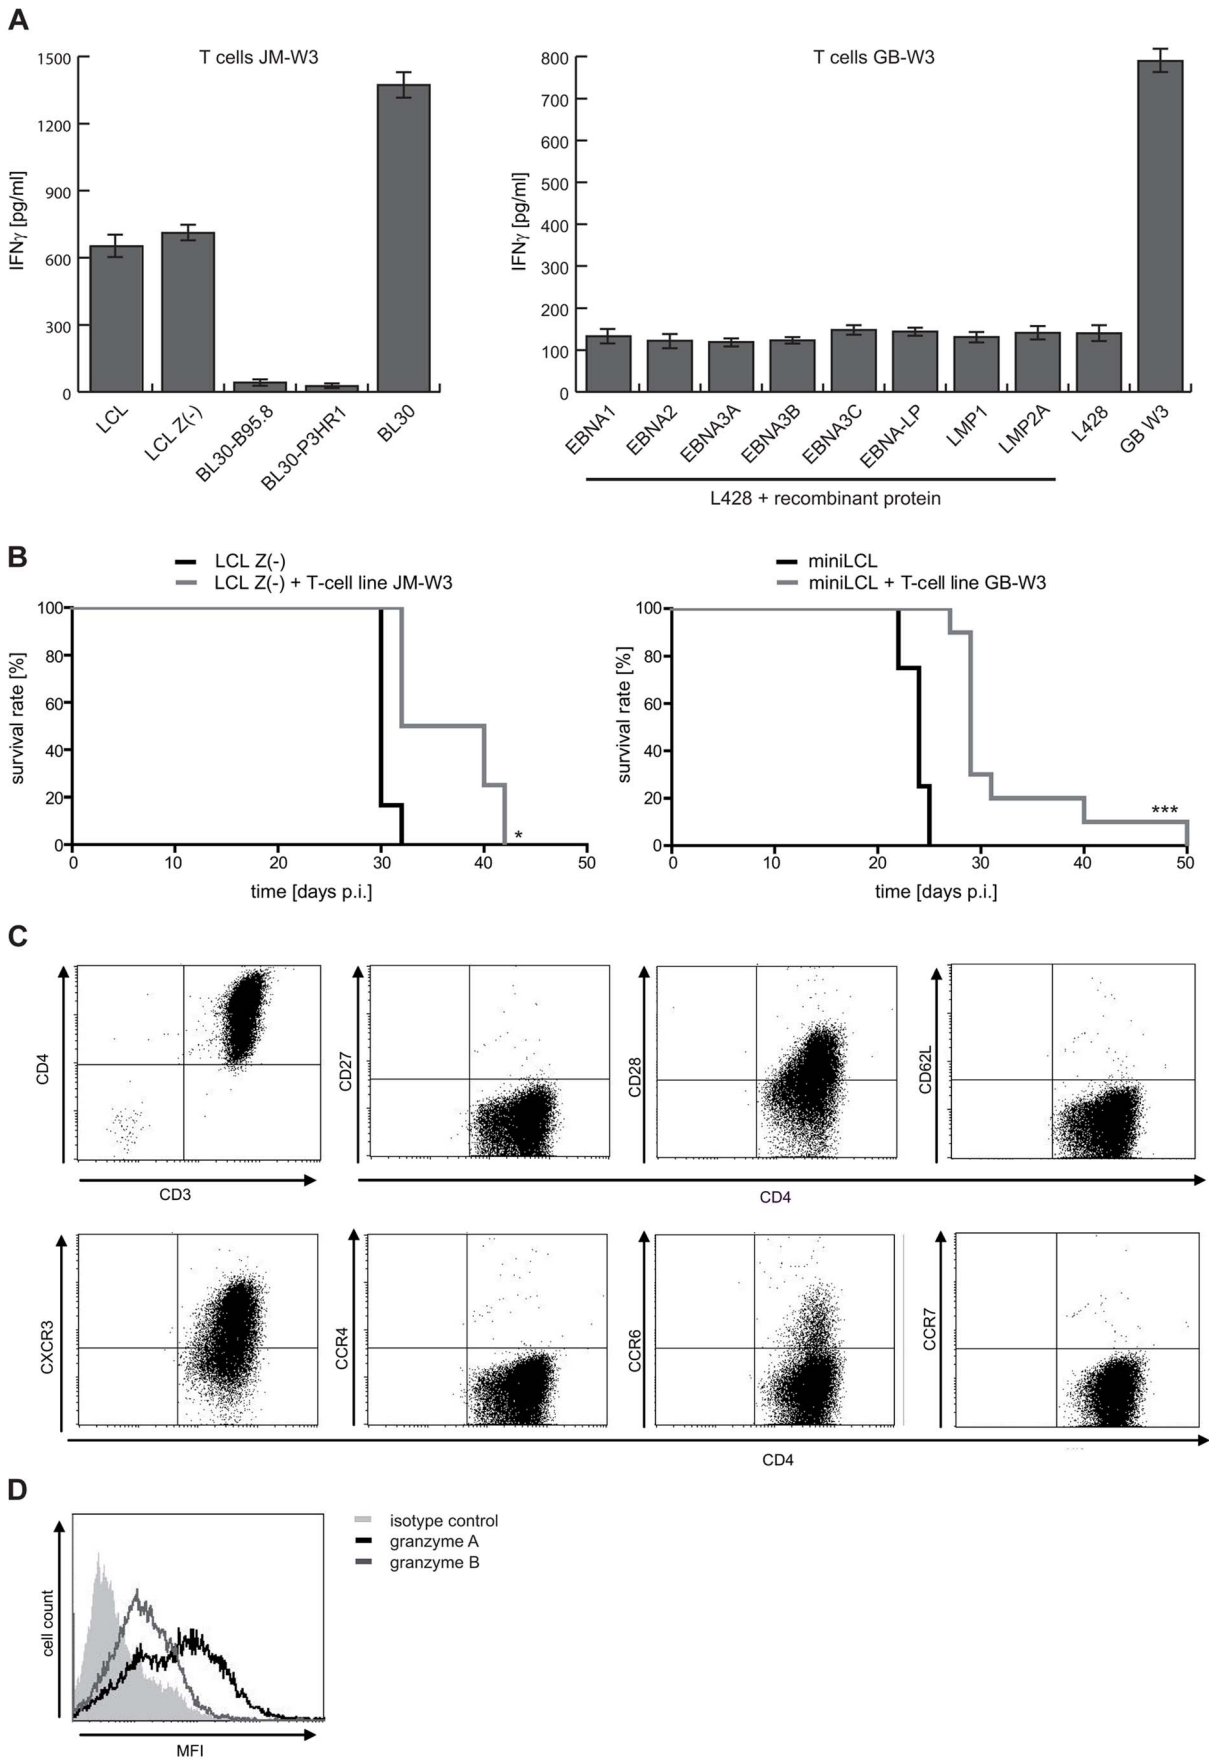 A
T cells JM-W3
IFNγ [pg/ml]
1500
1200
900
600
300
0
LCL
LCL Z(-)
BL30-B95.8
BL30-P3HR1
BL30
T cells GB-W3
IFNγ [pg/ml]
800
700
600
500
400
300
200
100
0
EBNA1
EBNA2
EBNA3A
EBNA3B
EBNA3C
EBNA-LP
LMP1
LMP2A
L428
GB W3
L428 + recombinant protein
B
LCL Z(-)
LCL Z(-) + T-cell line JM-W3
survival rate [%]
100
80
60
40
20
0
*
0 10 20 30 40 50
time [days p.i.]
miniLCL
miniLCL + T-cell line GB-W3
survival rate [%]
100
80
60
40
20
0
***
0 10 20 30 40 50
time [days p.i.]
C
CD4
CD3
CD27
CD28
CD62L
CD4
CXCR3
CCR4
CCR6
CCR7
CD4
D
cell count
MFI
isotype control
granzyme A
granzyme B